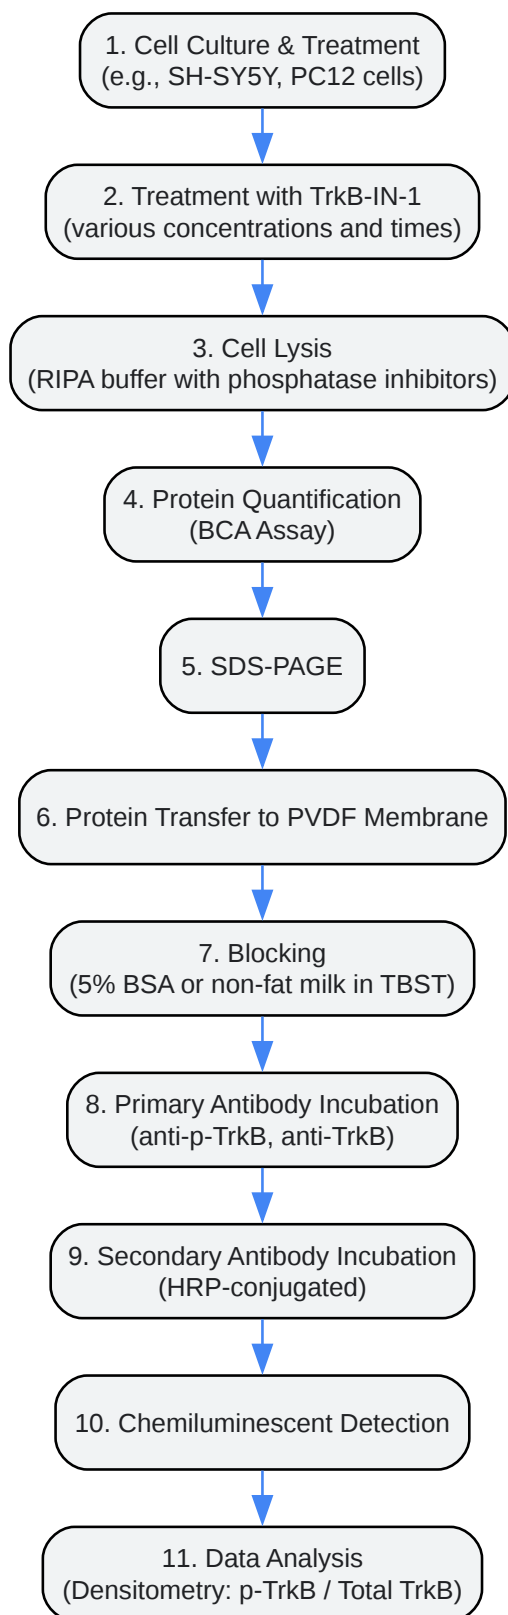 1. Cell Culture & Treatment
(e.g., SH-SY5Y, PC12 cells)
2. Treatment with TrkB-IN-1
(various concentrations and times)
3. Cell Lysis
(RIPA buffer with phosphatase inhibitors)
4. Protein Quantification
(BCA Assay)
5. SDS-PAGE
6. Protein Transfer to PVDF Membrane
7. Blocking
(5% BSA or non-fat milk in TBST)
8. Primary Antibody Incubation
(anti-p-TrkB, anti-TrkB)
9. Secondary Antibody Incubation
(HRP-conjugated)
10. Chemiluminescent Detection
11. Data Analysis
(Densitometry: p-TrkB / Total TrkB)